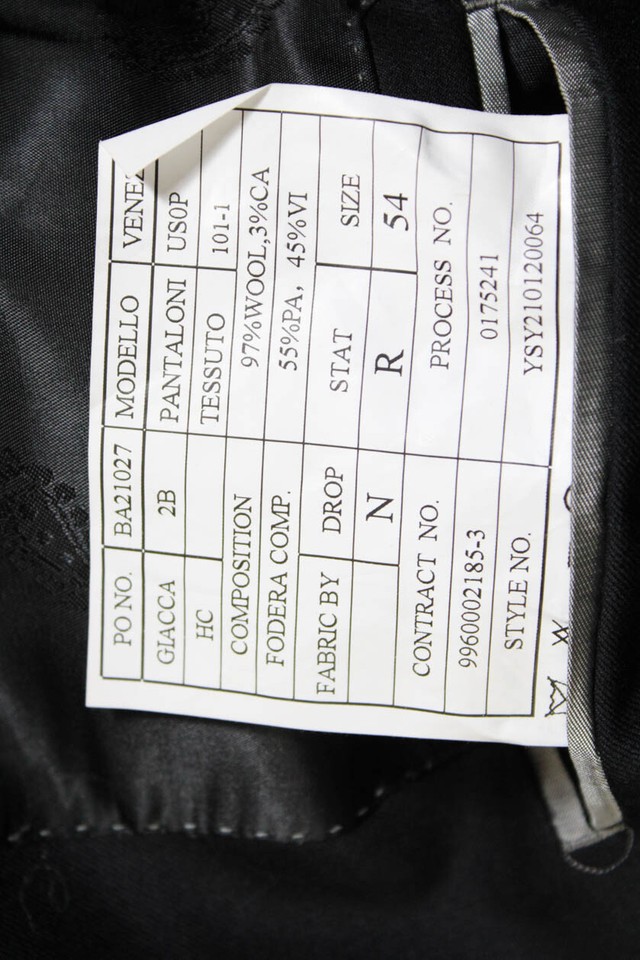 PO NO. BA21027 MODELLO
GIACCA 2B PANTALONI US0P
HC TESSUTO 101-1
COMPOSITION 97%WOOL,3%CA
FODERA COMP. 55%PA, 45%VI
FABRIC BY DROP STAT SIZE
N R 54
CONTRACT NO. PROCESS NO.
9960002185-3 0175241
STYLE NO. YSY210120064